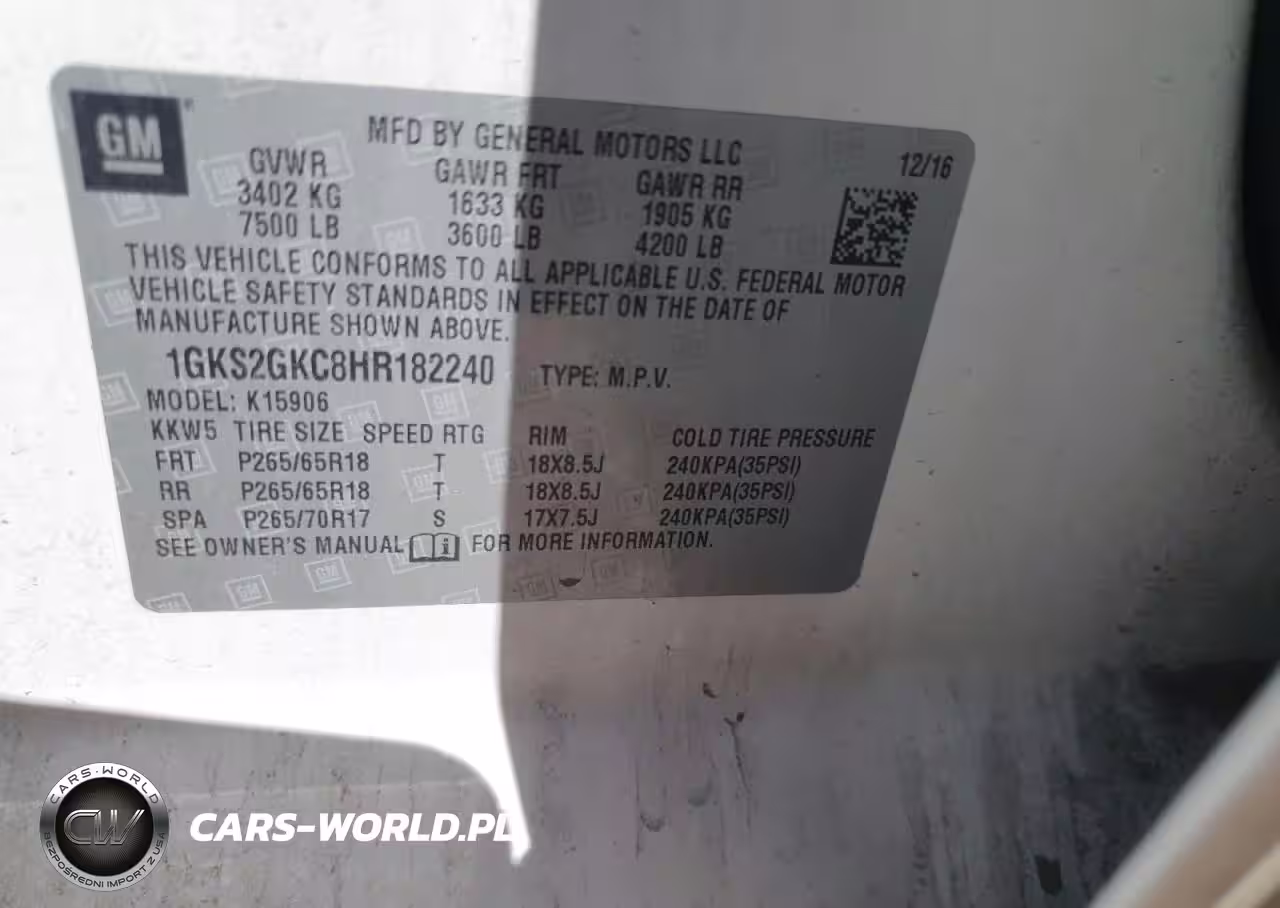 GM
MFD BY GENERAL MOTORS LLC
12/16
GVWR GAWR FRT GAWR RR
3402 KG 1633 KG 1905 KG
7500 LB 3600 LB 4200 LB
THIS VEHICLE CONFORMS TO ALL APPLICABLE U.S. FEDERAL MOTOR
VEHICLE SAFETY STANDARDS IN EFFECT ON THE DATE OF
MANUFACTURE SHOWN ABOVE.
1GKS2GKC8HR182240 TYPE: M.P.V.
MODEL: K15906
KKW5 TIRE SIZE SPEED RTG RIM COLD TIRE PRESSURE
FRT P265/65R18 T 18X8.5J 240KPA(35PSI)
RR P265/65R18 T 18X8.5J 240KPA(35PSI)
SPA P265/70R17 S 17X7.5J 240KPA(35PSI)
SEE OWNER'S MANUAL i FOR MORE INFORMATION.
CARS-WORLD
CW
BEZPOŚREDNI IMPORT Z USA
CARS-WORLD.PL